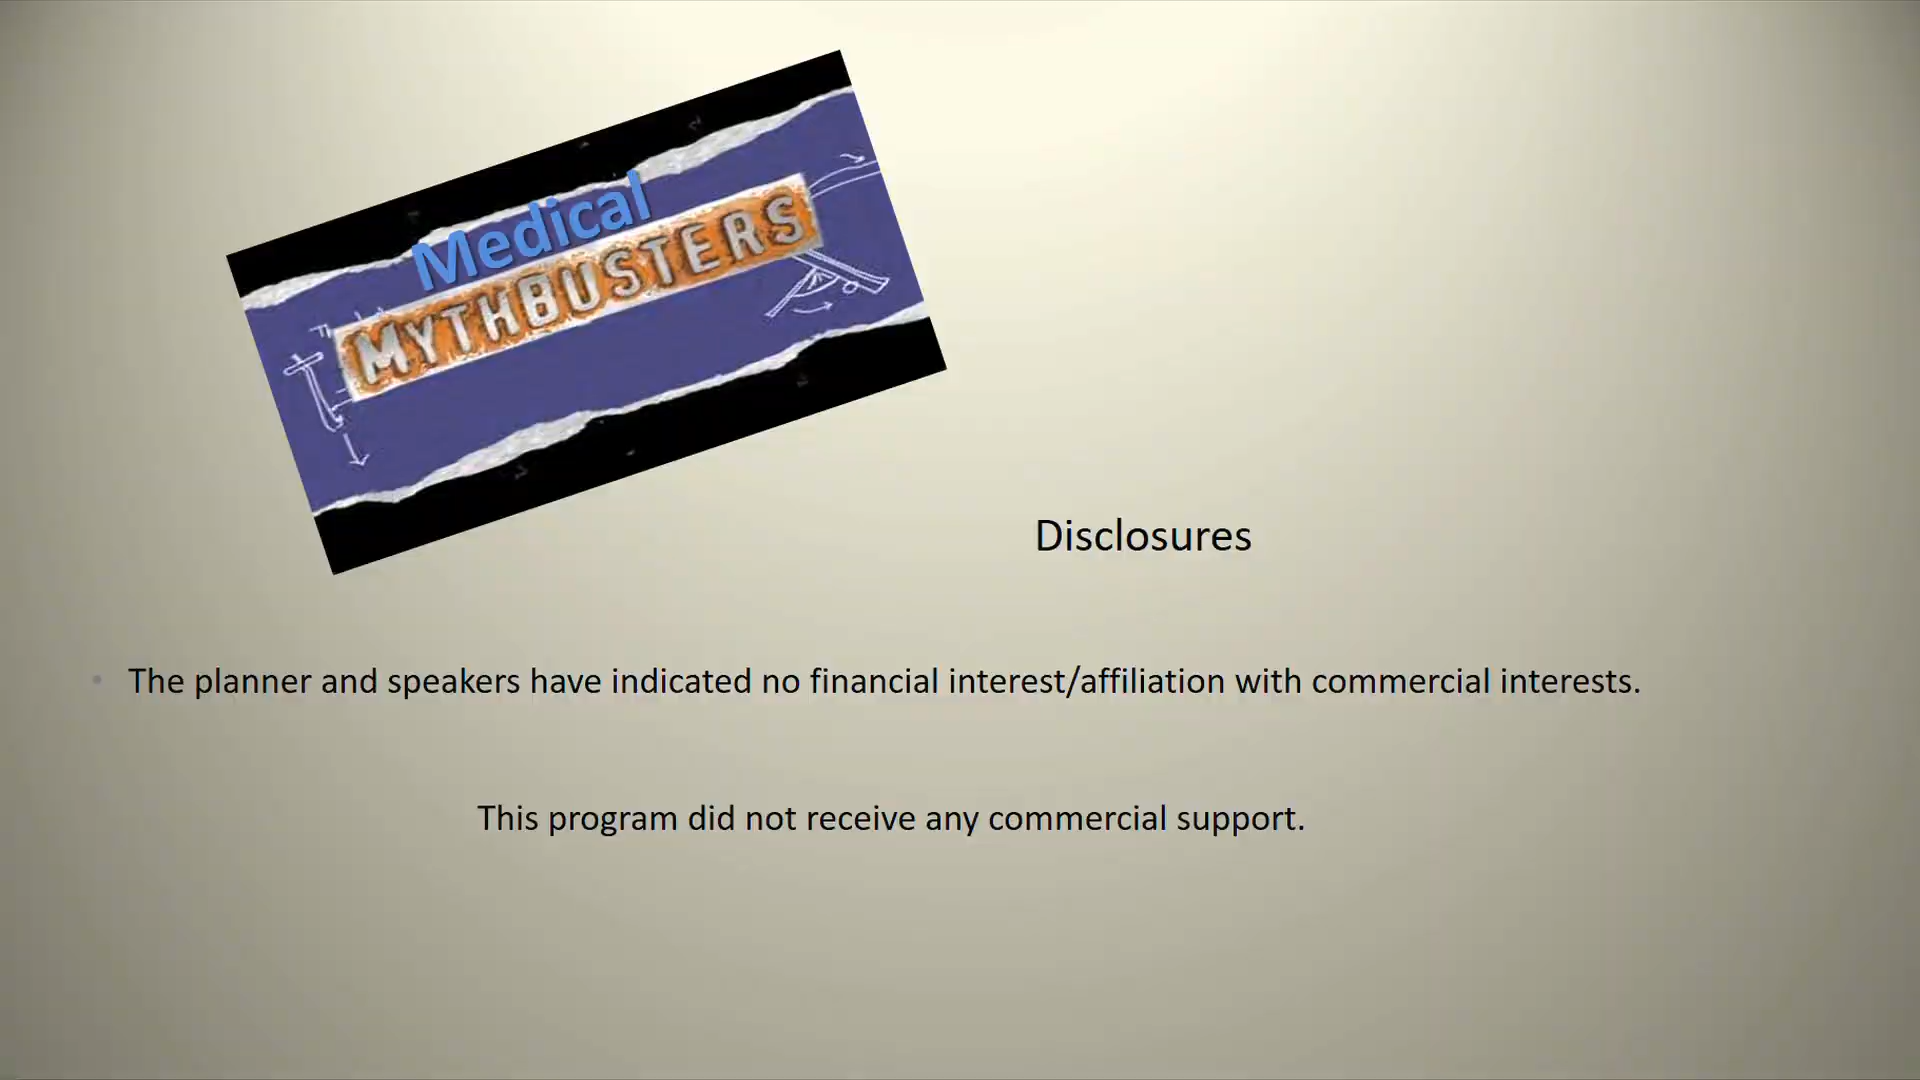 Medical
MYTHBUSTERS
Disclosures
• The planner and speakers have indicated no financial interest/affiliation with commercial interests.
This program did not receive any commercial support.